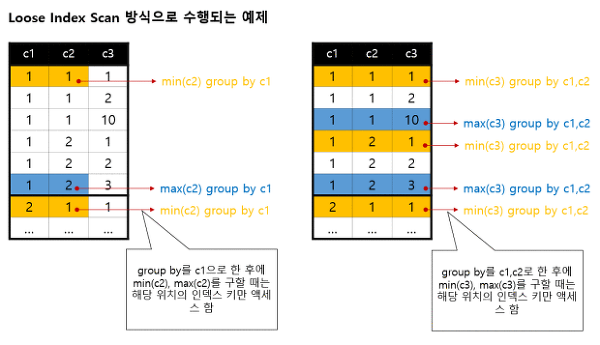 Loose Index Scan 방식으로 수행되는 예제
c1 c2 c3
1 1 1
1 1 2
1 1 10
1 2 1
1 2 2
1 2 3
2 1 1
... ... ...
min(c2) group by c1
max(c2) group by c1
min(c2) group by c1
group by를 c1으로 한 후에
min(c2), max(c2)를 구할 때는
해당 위치의 인덱스 키만 액세
스 함
c1 c2 c3
1 1 1
1 1 2
1 1 10
1 2 1
1 2 2
1 2 3
2 1 1
... ... ...
min(c3) group by c1,c2
max(c3) group by c1,c2
min(c3) group by c1,c2
max(c3) group by c1,c2
min(c3) group by c1,c2
group by를 c1,c2로 한 후에
min(c3), max(c3)를 구할 때는
해당 위치의 인덱스 키만 액세
스 함